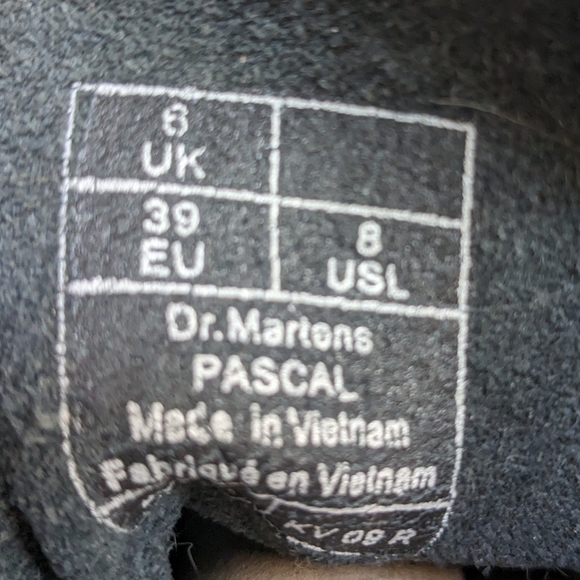 6
UK
39
EU
8
USL
Dr.Martens
PASCAL
Made in Vietnam
Fabriqué en Vietnam
KV 09 R